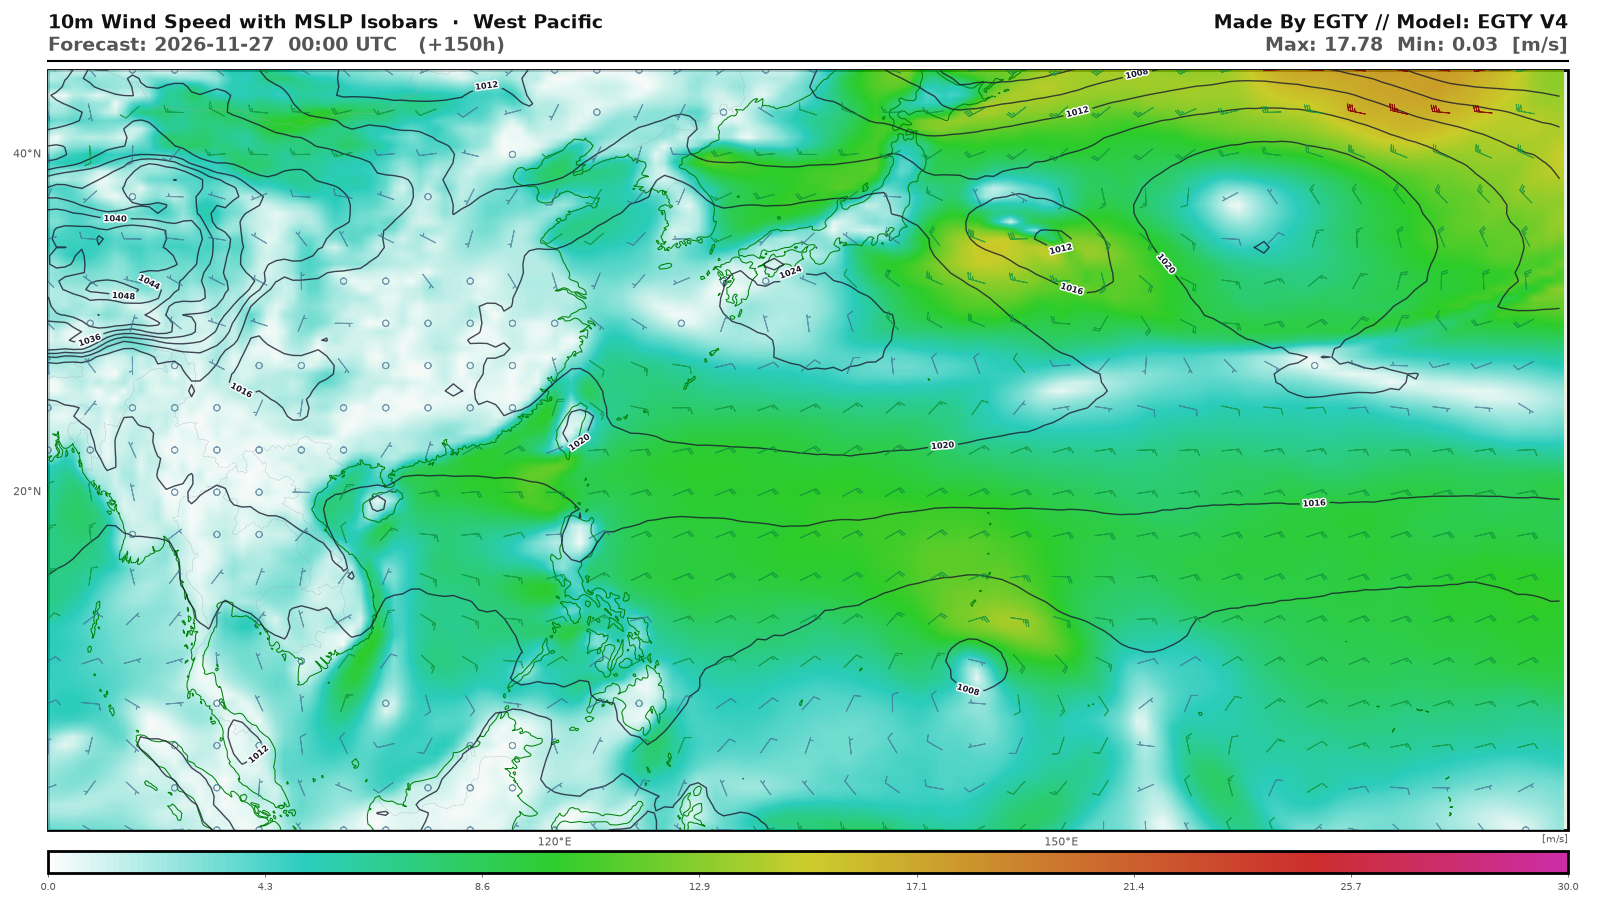 10m Wind Speed with MSLP Isobars · West Pacific
Made By EGTY // Model: EGTY V4
Forecast: 2026-11-27 00:00 UTC (+150h)
Max: 17.78 Min: 0.03 [m/s]
1008
1012
1012
40°N
1040
1012
1020
1024
1044
1016
1048
1036
1016
1020
1020
20°N
1016
1008
1012
120°E
150°E
[m/s]
0.0
4.3
8.6
12.9
17.1
21.4
25.7
30.0